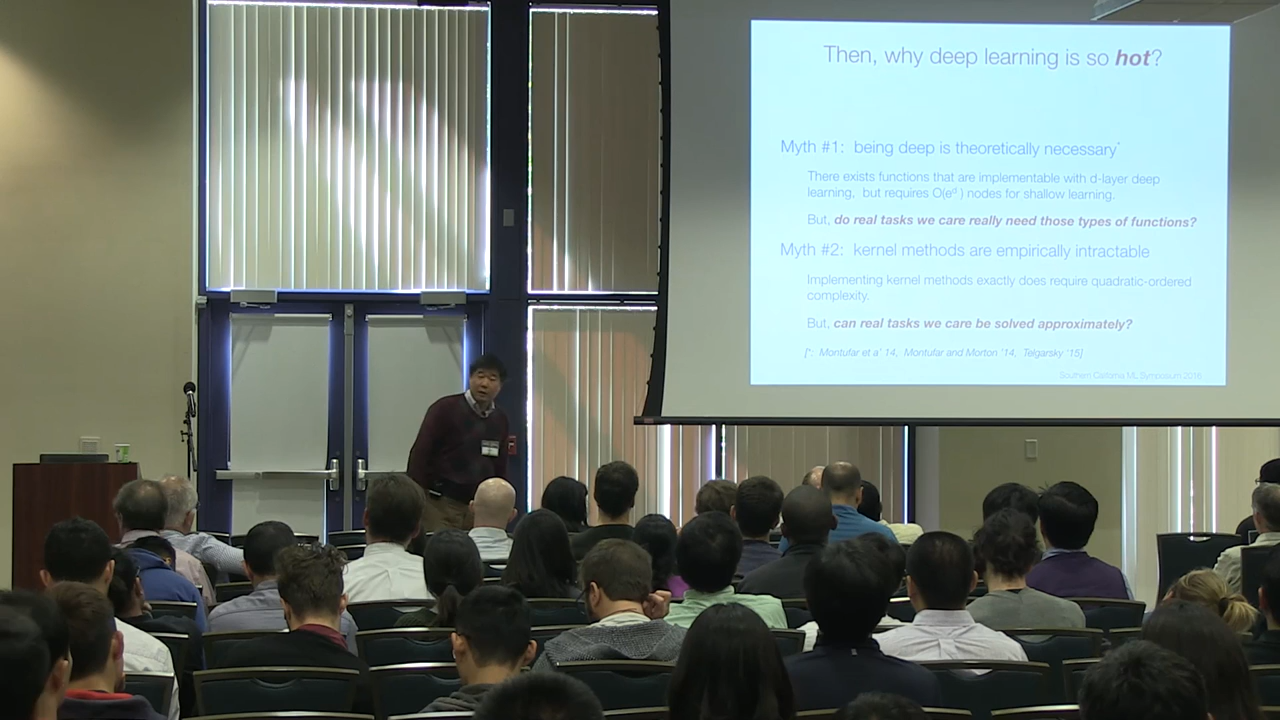 Then, why deep learning is so hot?
Myth #1: being deep is theoretically necessary*
There exists functions that are implementable with d-layer deep
learning, but requires O(e^d) nodes for shallow learning.
But, do real tasks we care really need those types of functions?
Myth #2: kernel methods are empirically intractable
Implementing kernel methods exactly does require quadratic-ordered
complexity.
But, can real tasks we care be solved approximately?
[*: Montufar et al' 14, Montufar and Morton '14, Telgarsky '15]
Southern California ML Symposium 2016